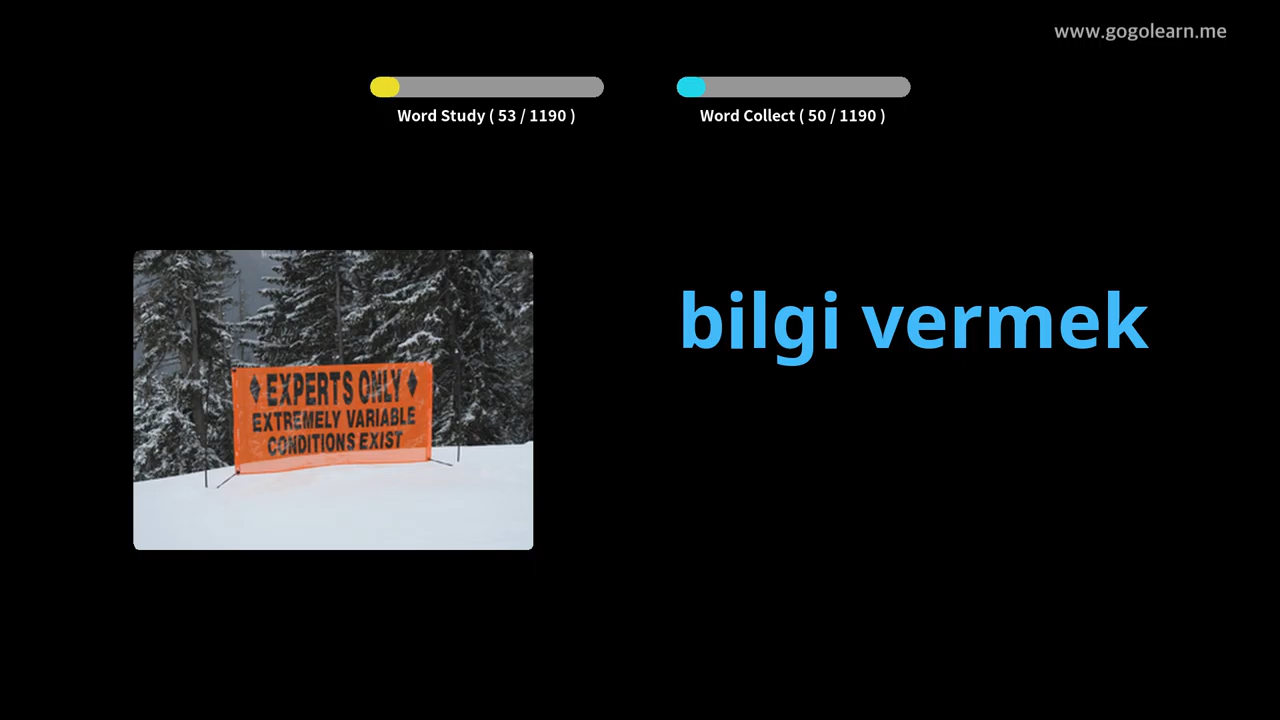 www.gogolearn.me
Word Study ( 53 / 1190 )
Word Collect ( 50 / 1190 )
bilgi vermek
EXPERTS ONLY
EXTREMELY VARIABLE
CONDITIONS EXIST